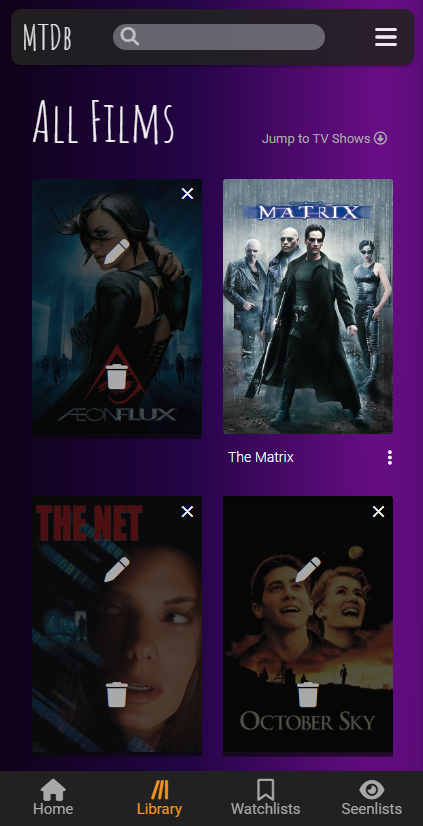 MTDb
All Films
Jump to TV Shows
ÆONFLUX
MATRIX
The Matrix
THE NET
OCTOBER SKY
Home
Library
Watchlists
Seenlists